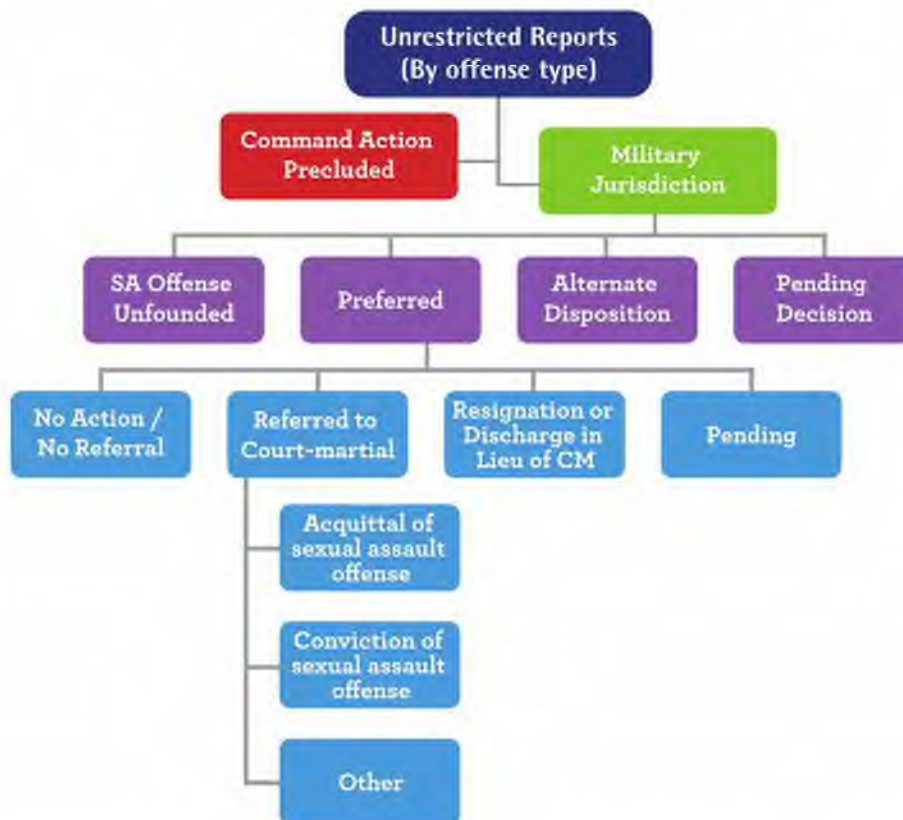 Unrestricted Reports
(By offense type)
Command Action
Precluded
Military
Jurisdiction
SA Offense
Unfounded
Preferred
Alternate
Disposition
Pending
Decision
No Action /
No Referral
Referred to
Court-martial
Resignation or
Discharge in
Lieu of CM
Pending
Acquittal of
sexual assault
offense
Conviction of
sexual assault
offense
Other